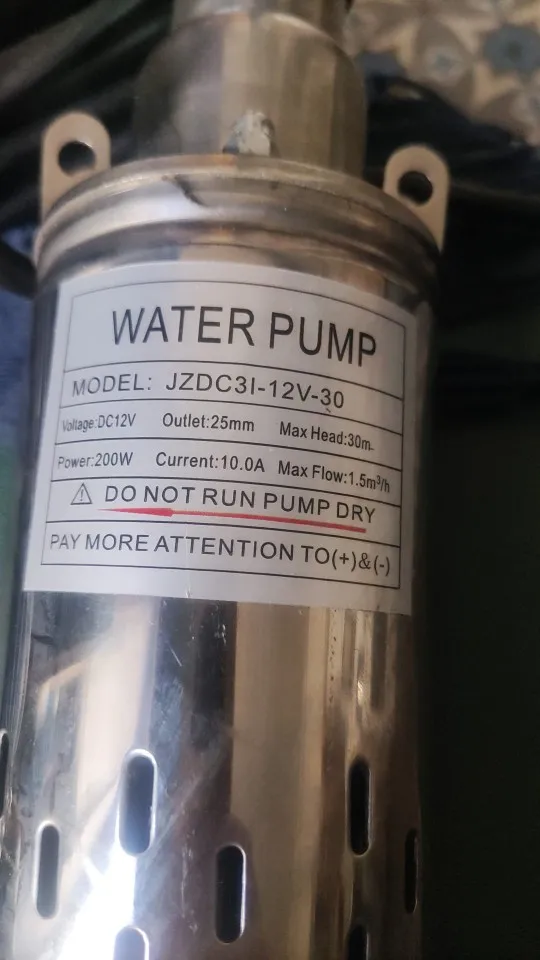 WATER PUMP
MODEL: JZDC3I-12V-30
Voltage:DC12V Outlet:25mm Max Head:30m
Power:200W Current:10.0A Max Flow:1.5m³/h
⚠ DO NOT RUN PUMP DRY
PAY MORE ATTENTION TO(+)&(-)